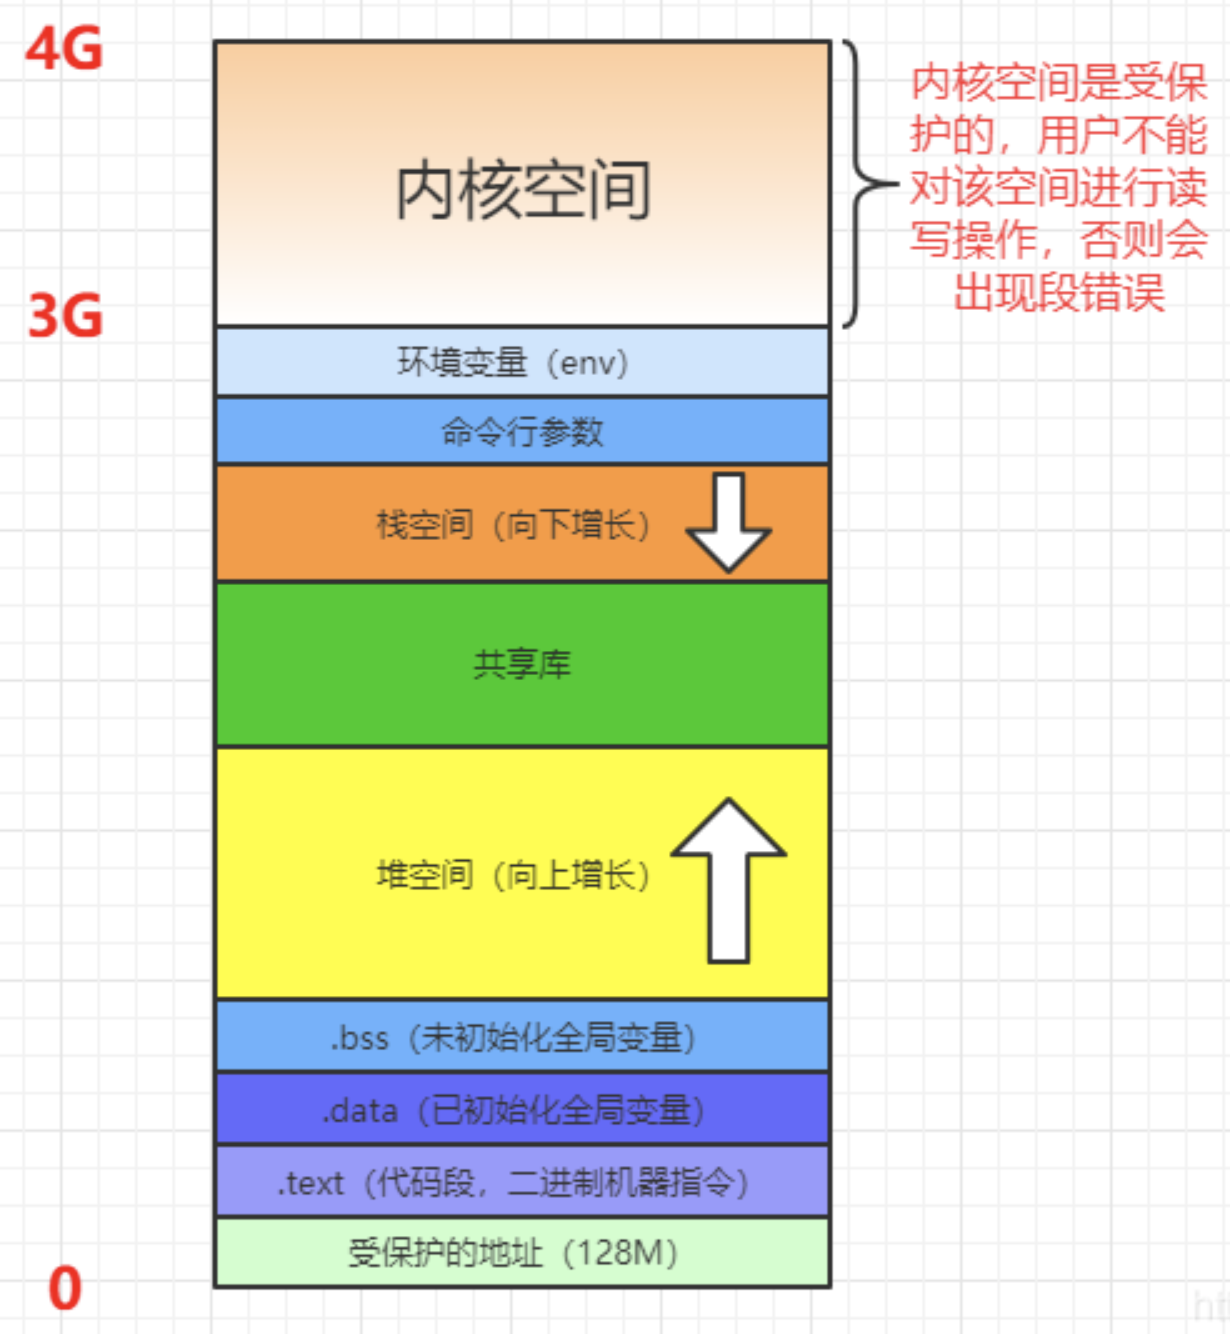 4G
内核空间
内核空间是受保
护的，用户不能
对该空间进行读
写操作，否则会
出现段错误
3G
环境变量（env）
命令行参数
栈空间（向下增长）
共享库
堆空间（向上增长）
.bss（未初始化全局变量）
.data（已初始化全局变量）
.text（代码段，二进制机器指令）
受保护的地址（128M）
0